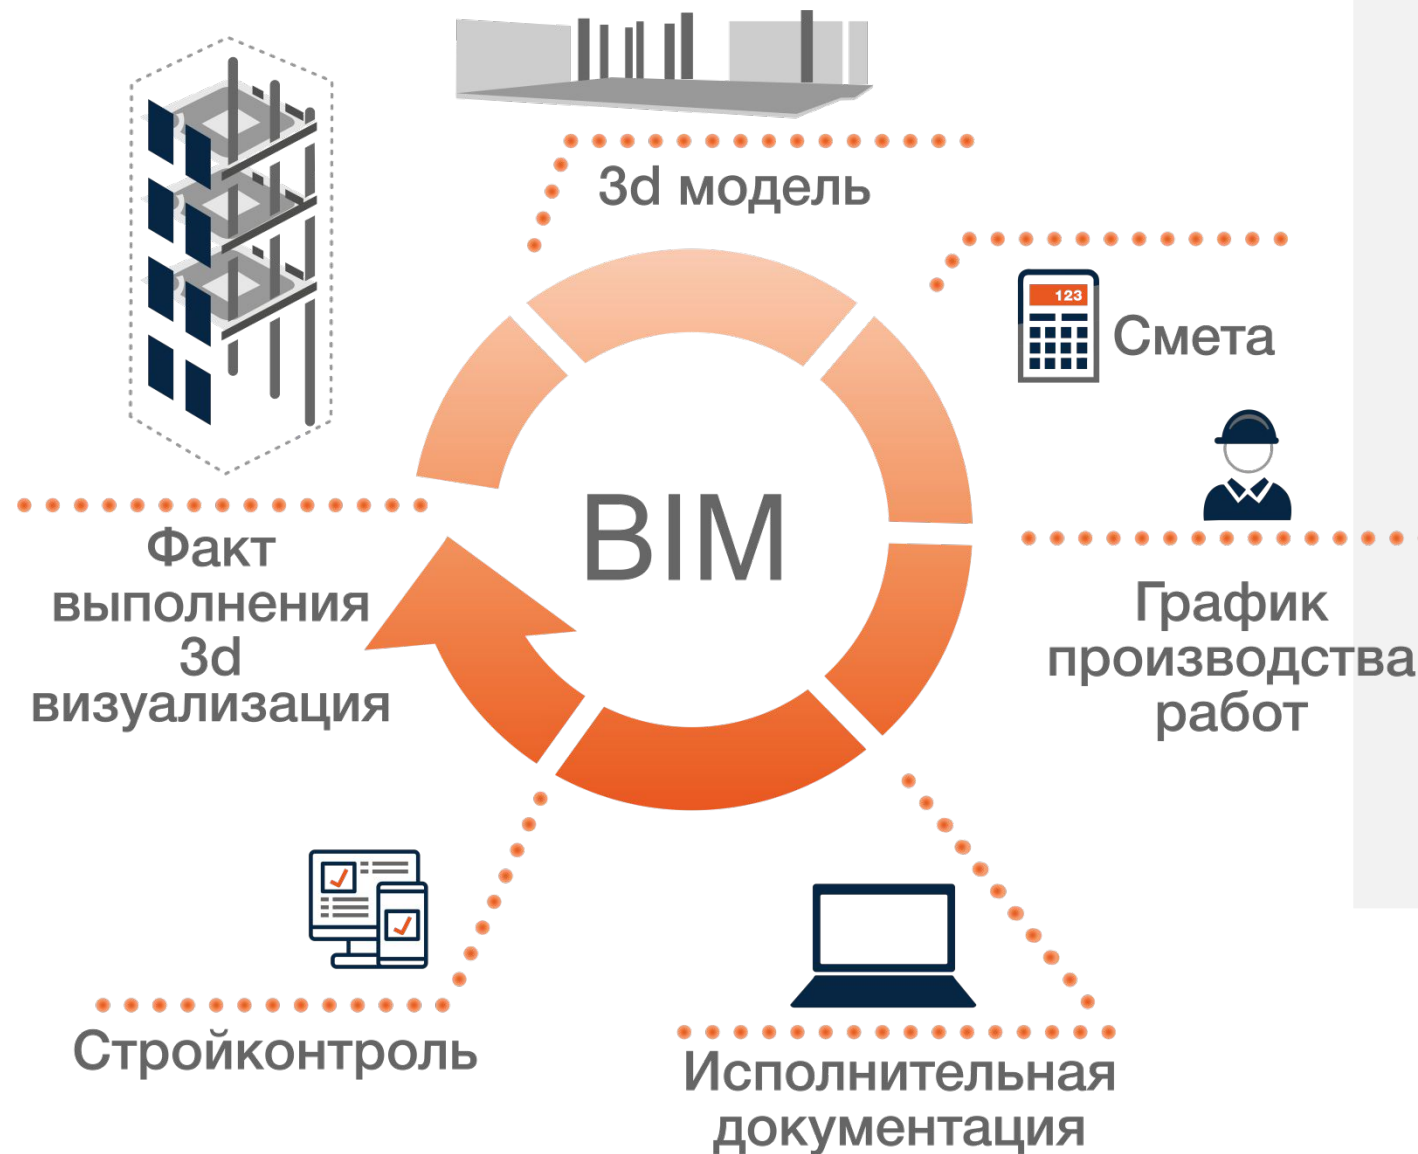 3d модель
123
Смета
BIM
Факт
выполнения
3d
визуализация
График
производства
работ
Стройконтроль
Исполнительная
документация